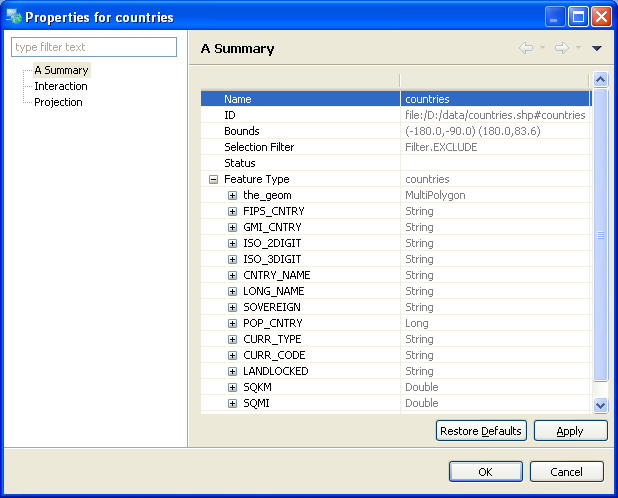 Properties for countries
type filter text
A Summary
Interaction
Projection
A Summary
Name countries
ID file:/D:/data/countries.shp#countries
Bounds (-180.0,-90.0) (180.0,83.6)
Selection Filter Filter.EXCLUDE
Status
Feature Type countries
the_geom MultiPolygon
FIPS_CNTRY String
GMI_CNTRY String
ISO_2DIGIT String
ISO_3DIGIT String
CNTRY_NAME String
LONG_NAME String
SOVEREIGN String
POP_CNTRY Long
CURR_TYPE String
CURR_CODE String
LANDLOCKED String
SQKM Double
SQMI Double
Restore Defaults Apply
OK Cancel